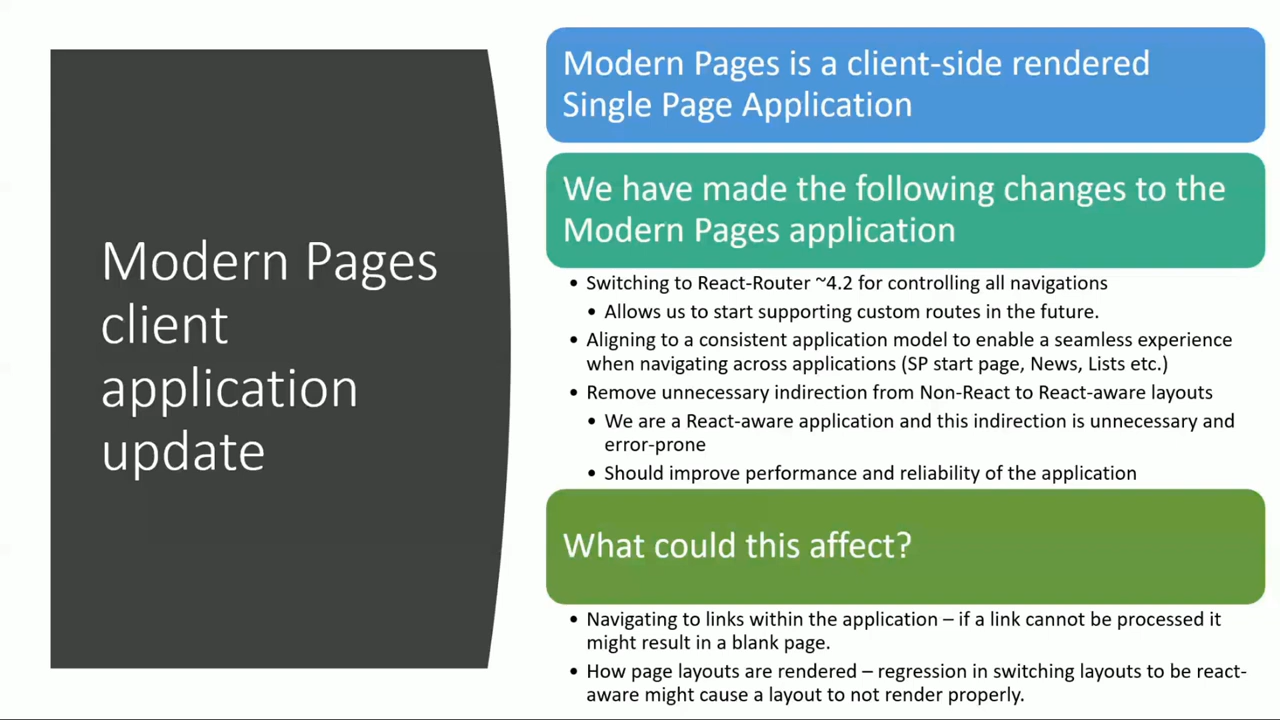 Modern Pages
client
application
update
Modern Pages is a client-side rendered
Single Page Application
We have made the following changes to the
Modern Pages application
• Switching to React-Router ~4.2 for controlling all navigations
• Allows us to start supporting custom routes in the future.
• Aligning to a consistent application model to enable a seamless experience
when navigating across applications (SP start page, News, Lists etc.)
• Remove unnecessary indirection from Non-React to React-aware layouts
• We are a React-aware application and this indirection is unnecessary and
error-prone
• Should improve performance and reliability of the application
What could this affect?
• Navigating to links within the application – if a link cannot be processed it
might result in a blank page.
• How page layouts are rendered – regression in switching layouts to be react-
aware might cause a layout to not render properly.